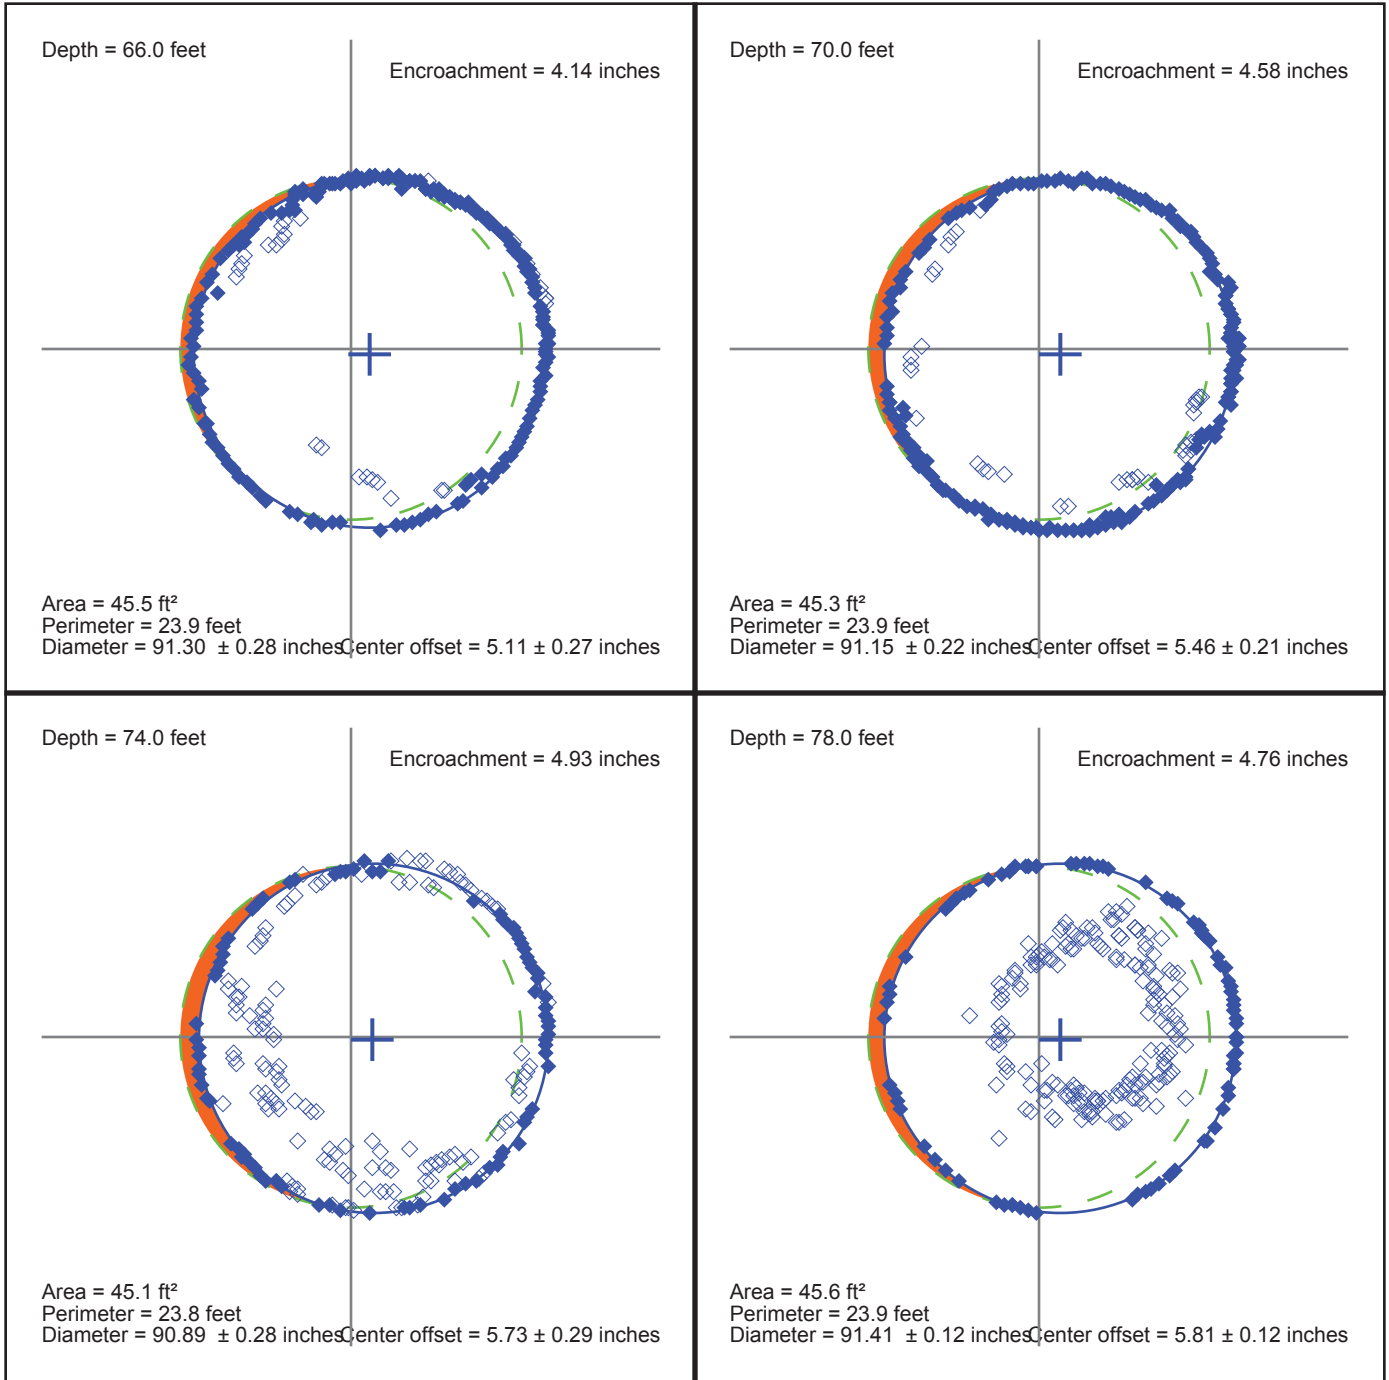 Depth = 66.0 feet
Encroachment = 4.14 inches
Area = 45.5 ft²
Perimeter = 23.9 feet
Diameter = 91.30 ± 0.28 inches
Center offset = 5.11 ± 0.27 inches
Depth = 70.0 feet
Encroachment = 4.58 inches
Area = 45.3 ft²
Perimeter = 23.9 feet
Diameter = 91.15 ± 0.22 inches
Center offset = 5.46 ± 0.21 inches
Depth = 74.0 feet
Encroachment = 4.93 inches
Area = 45.1 ft²
Perimeter = 23.8 feet
Diameter = 90.89 ± 0.28 inches
Center offset = 5.73 ± 0.29 inches
Depth = 78.0 feet
Encroachment = 4.76 inches
Area = 45.6 ft²
Perimeter = 23.9 feet
Diameter = 91.41 ± 0.12 inches
Center offset = 5.81 ± 0.12 inches